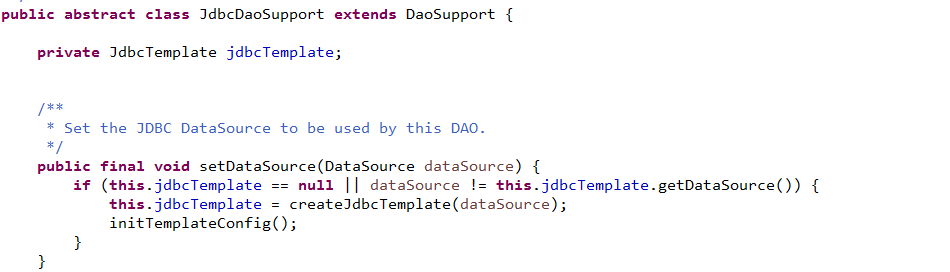 public abstract class JdbcDaoSupport extends DaoSupport {
private JdbcTemplate jdbcTemplate;
/**
* Set the JDBC DataSource to be used by this DAO.
*/
public final void setDataSource(DataSource dataSource) {
if (this.jdbcTemplate == null || dataSource != this.jdbcTemplate.getDataSource()) {
this.jdbcTemplate = createJdbcTemplate(dataSource);
initTemplateConfig();
}
}